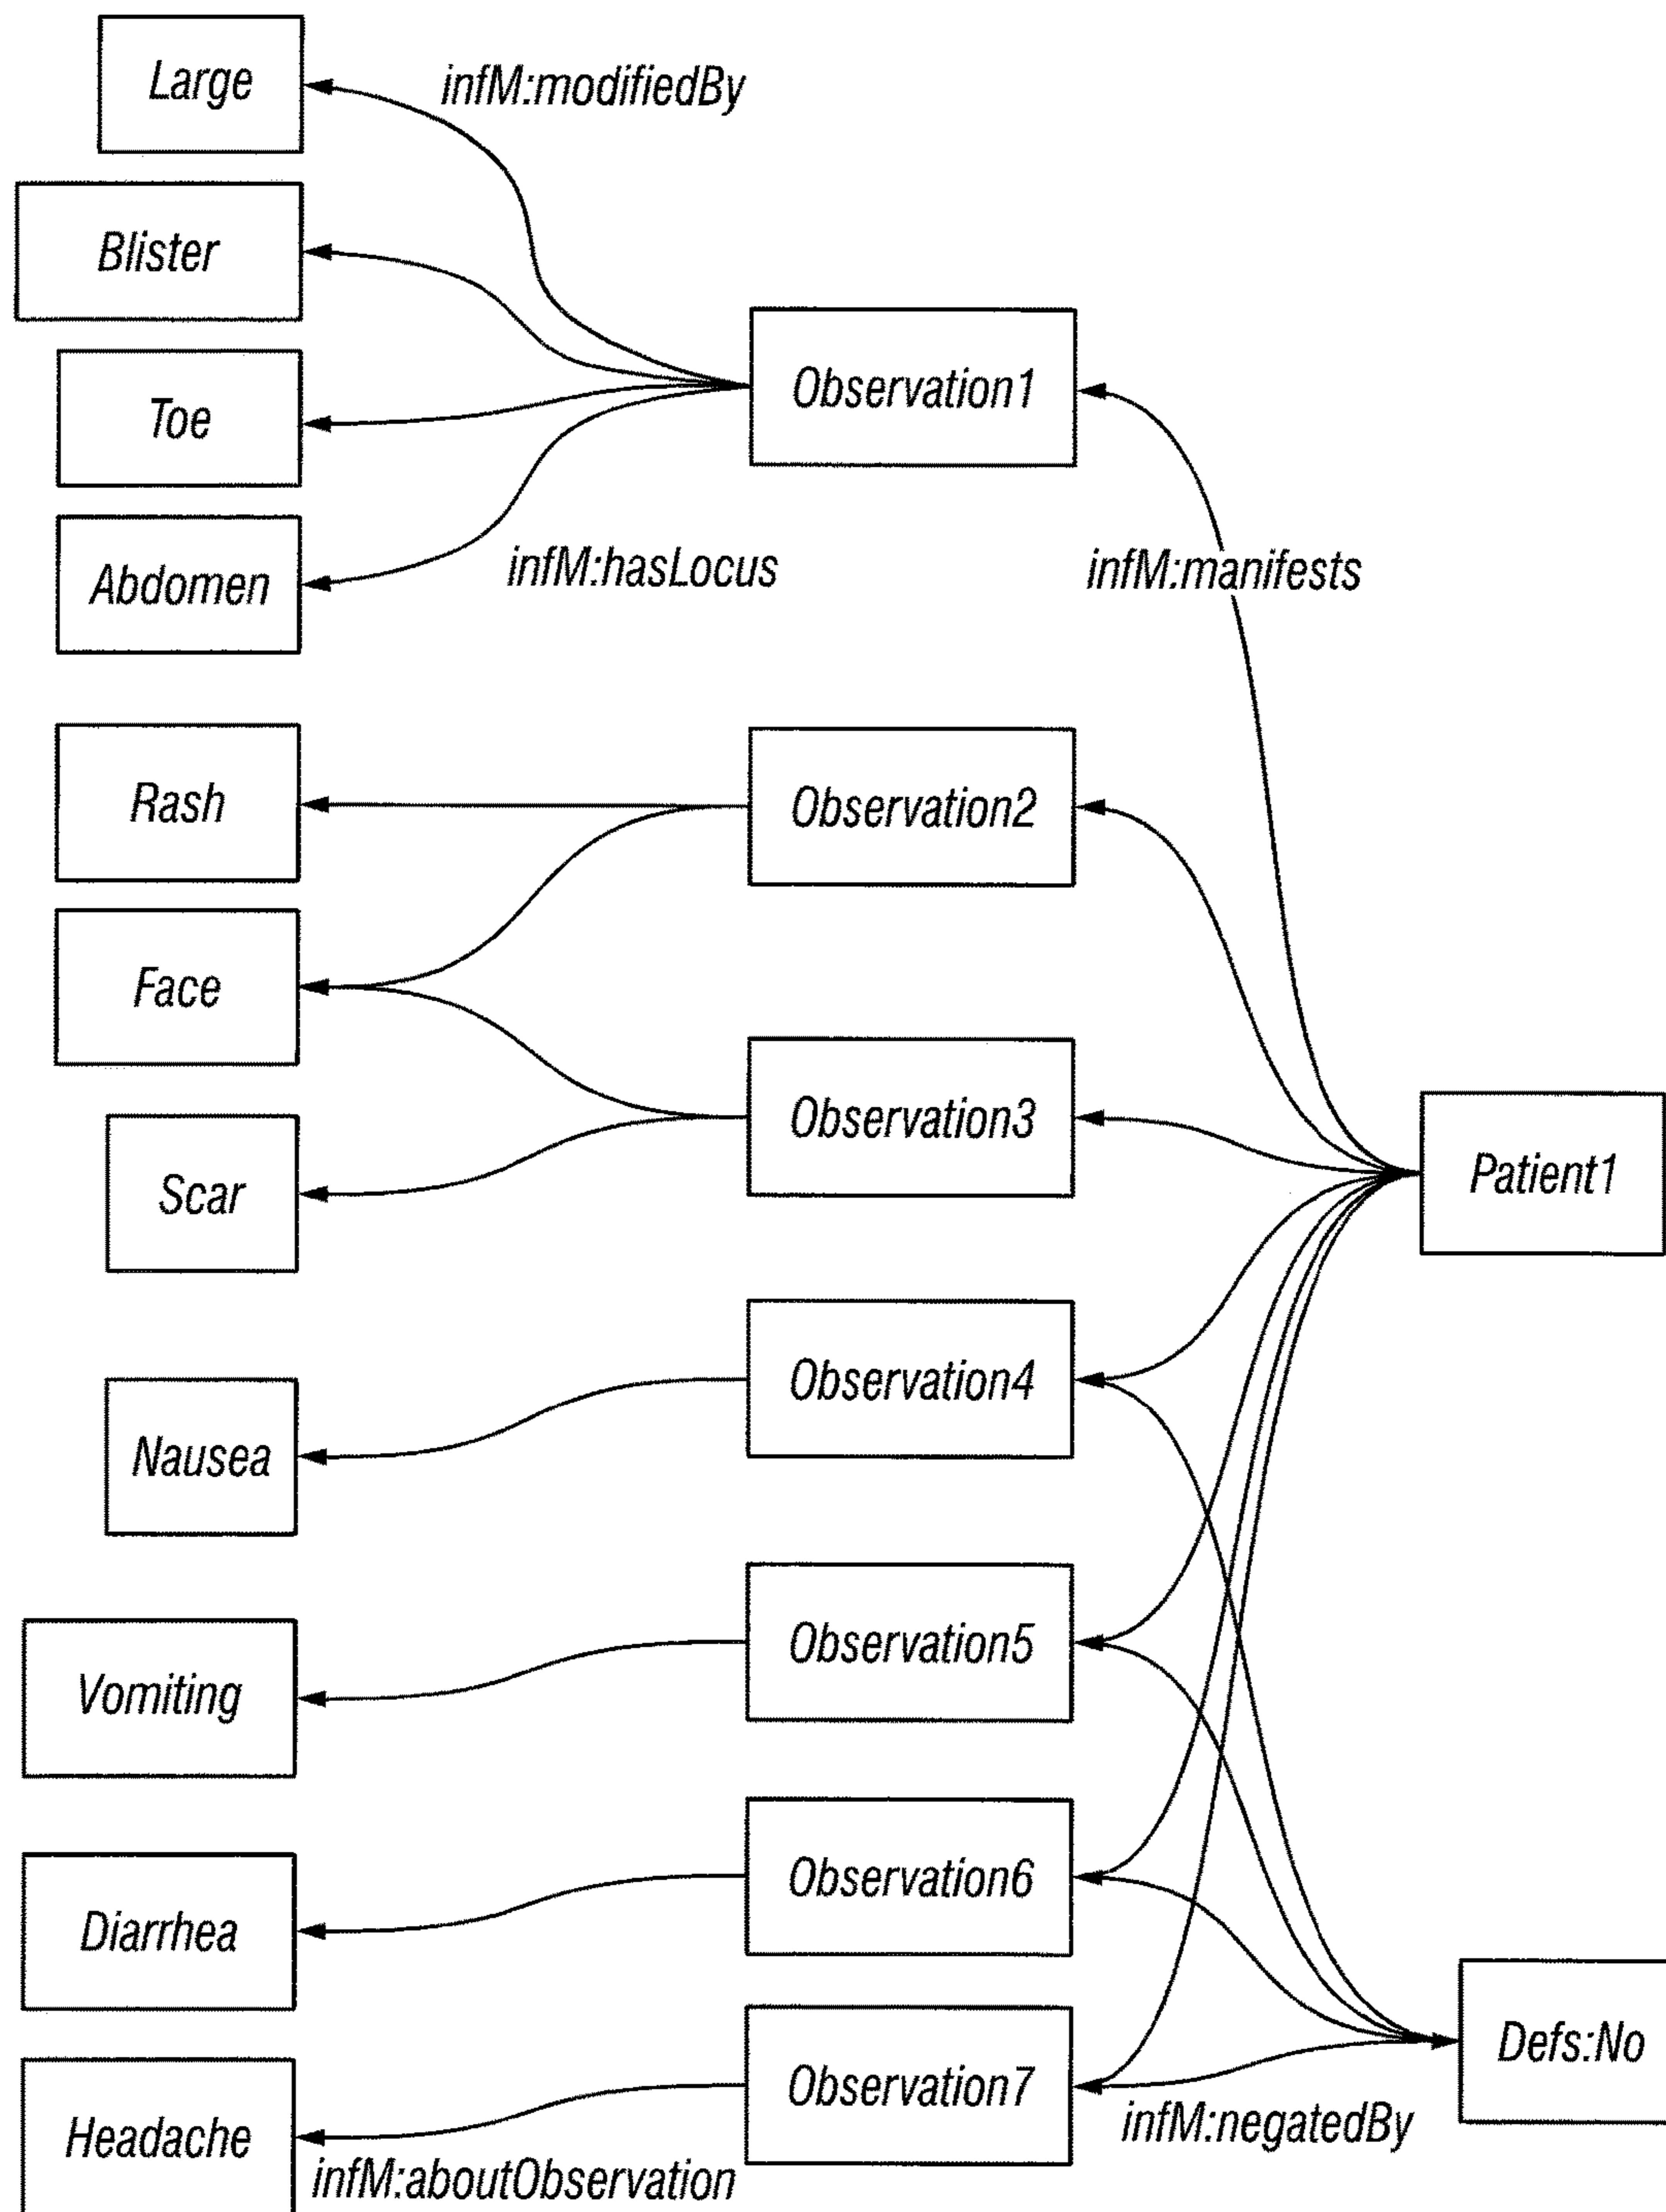 Large
infM:modifiedBy
Blister
Observation1
Toe
Abdomen
infM:hasLocus
infM:manifests
Rash
Observation2
Face
Observation3
Scar
Patient1
Observation4
Nausea
Observation5
Vomiting
Observation6
Diarrhea
Defs:No
Observation7
Headache
infM:negatedBy
infM:aboutObservation